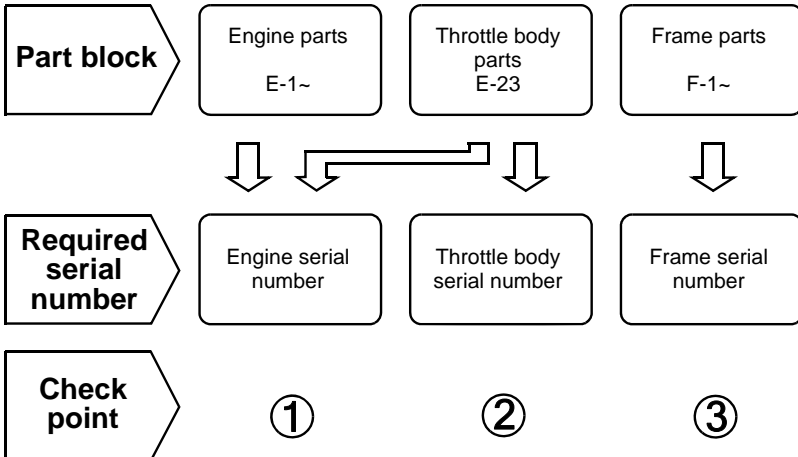 Part block
Engine parts
E-1~
Throttle body
parts
E-23
Frame parts
F-1~
Required
serial
number
Engine serial
number
Throttle body
serial number
Frame serial
number
Check
point
①
②
③